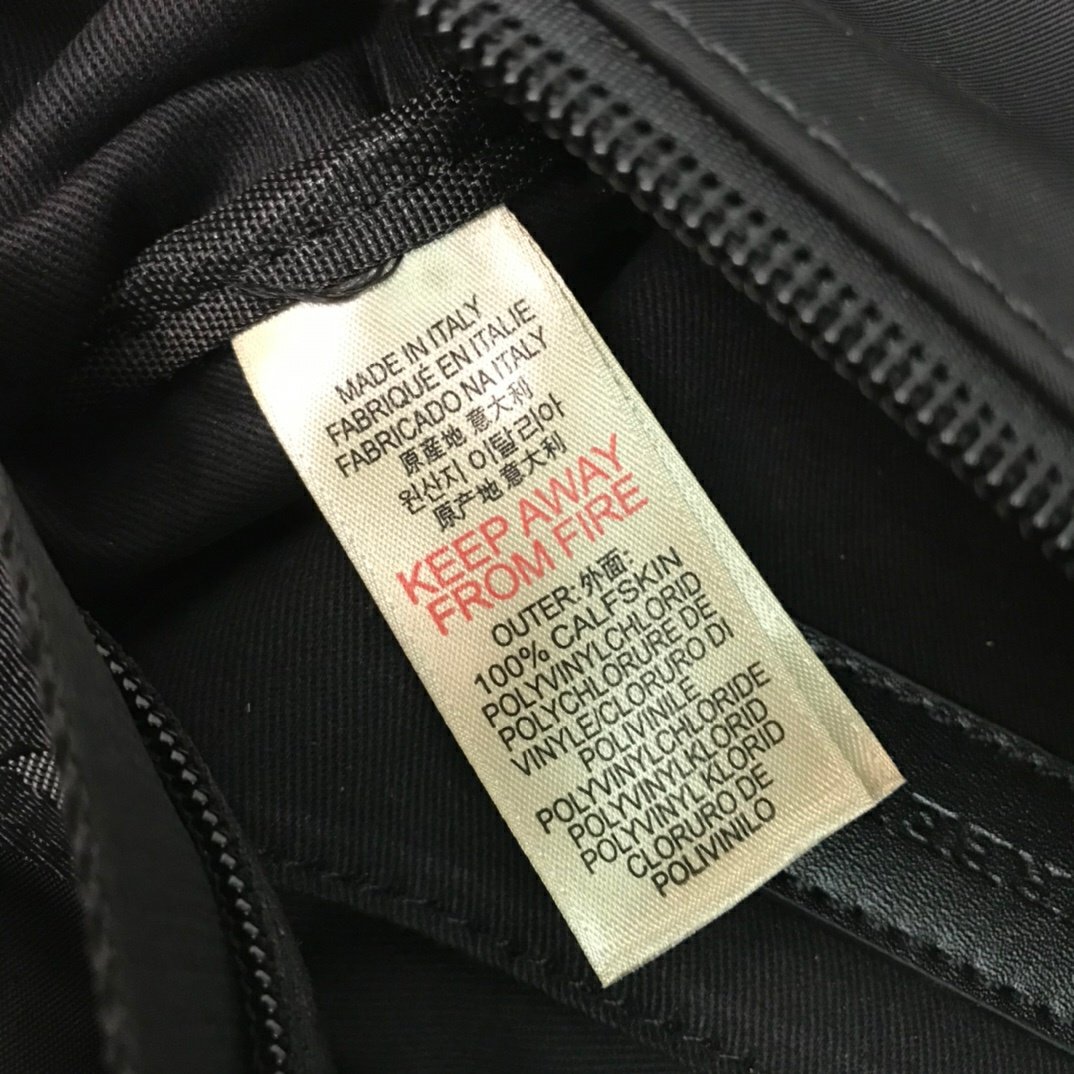 MADE IN ITALY
FABRIQUÉ EN ITALIE
FABRICADO NA ITALY
原產地 意大利
원산지 이탈리아
原产地 意大利
KEEP AWAY
FROM FIRE
OUTER: 外面:
100% CALFSKIN
POLYVINYLCHLORID
POLYCHLORURE DE
VINYLE/CLORURO DI
POLIVINILE
POLYVINYLCHLORIDE
POLYVINYLKLORID
POLYVINYLKLORID
CLORURO DE
POLIVINILO